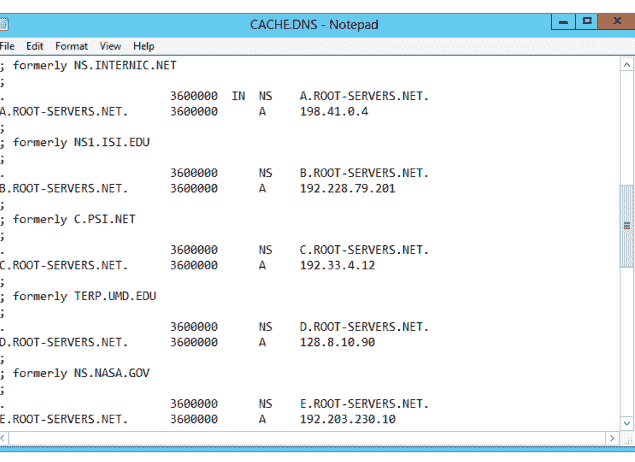 CACHE.DNS - Notepad
File Edit Format View Help
; formerly NS.INTERNIC.NET
;
. 3600000 IN NS A.ROOT-SERVERS.NET.
A.ROOT-SERVERS.NET. 3600000 A 198.41.0.4
;
; formerly NS1.ISI.EDU
;
. 3600000 NS B.ROOT-SERVERS.NET.
B.ROOT-SERVERS.NET. 3600000 A 192.228.79.201
;
; formerly C.PSI.NET
;
. 3600000 NS C.ROOT-SERVERS.NET.
C.ROOT-SERVERS.NET. 3600000 A 192.33.4.12
;
; formerly TERP.UMD.EDU
;
. 3600000 NS D.ROOT-SERVERS.NET.
D.ROOT-SERVERS.NET. 3600000 A 128.8.10.90
;
; formerly NS.NASA.GOV
;
. 3600000 NS E.ROOT-SERVERS.NET.
E.ROOT-SERVERS.NET. 3600000 A 192.203.230.10